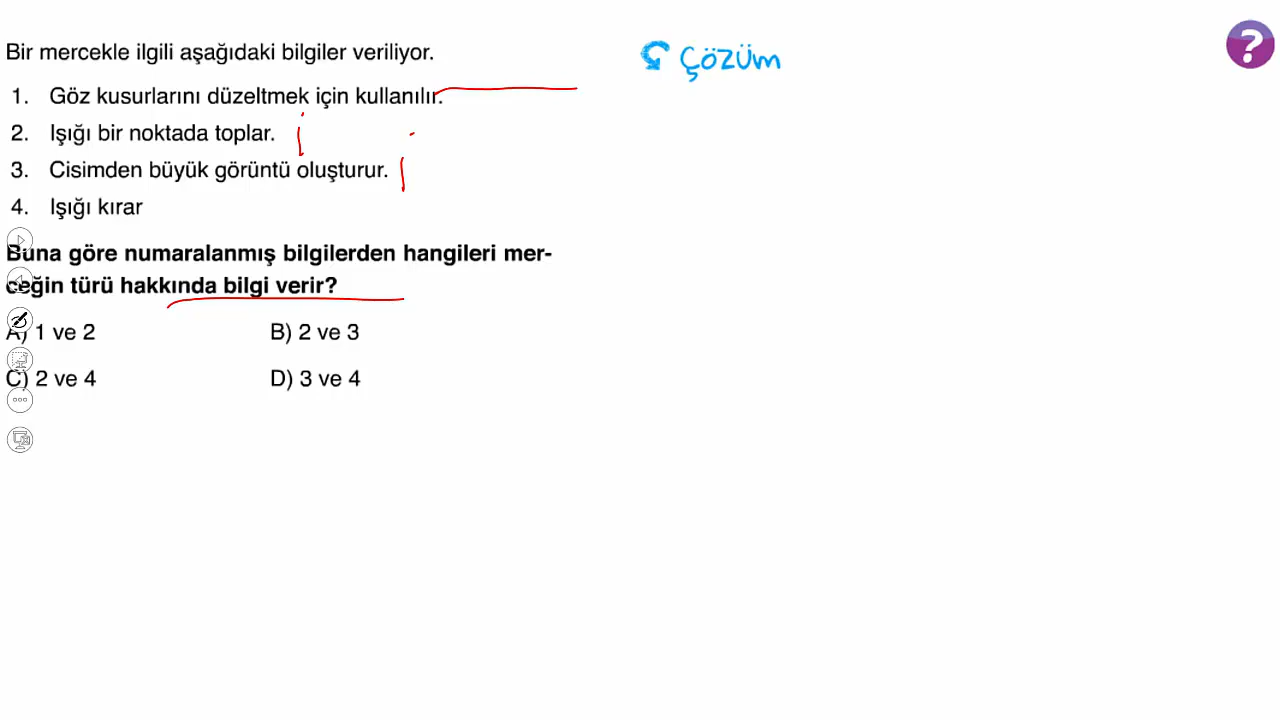 Bir mercekle ilgili aşağıdaki bilgiler veriliyor.
1. Göz kusurlarını düzeltmek için kullanılır.
2. Işığı bir noktada toplar.
3. Cisimden büyük görüntü oluşturur.
4. Işığı kırar
Buna göre numaralanmış bilgilerden hangileri mer-
ceğin türü hakkında bilgi verir?
A) 1 ve 2
B) 2 ve 3
C) 2 ve 4
D) 3 ve 4
Çözüm
?